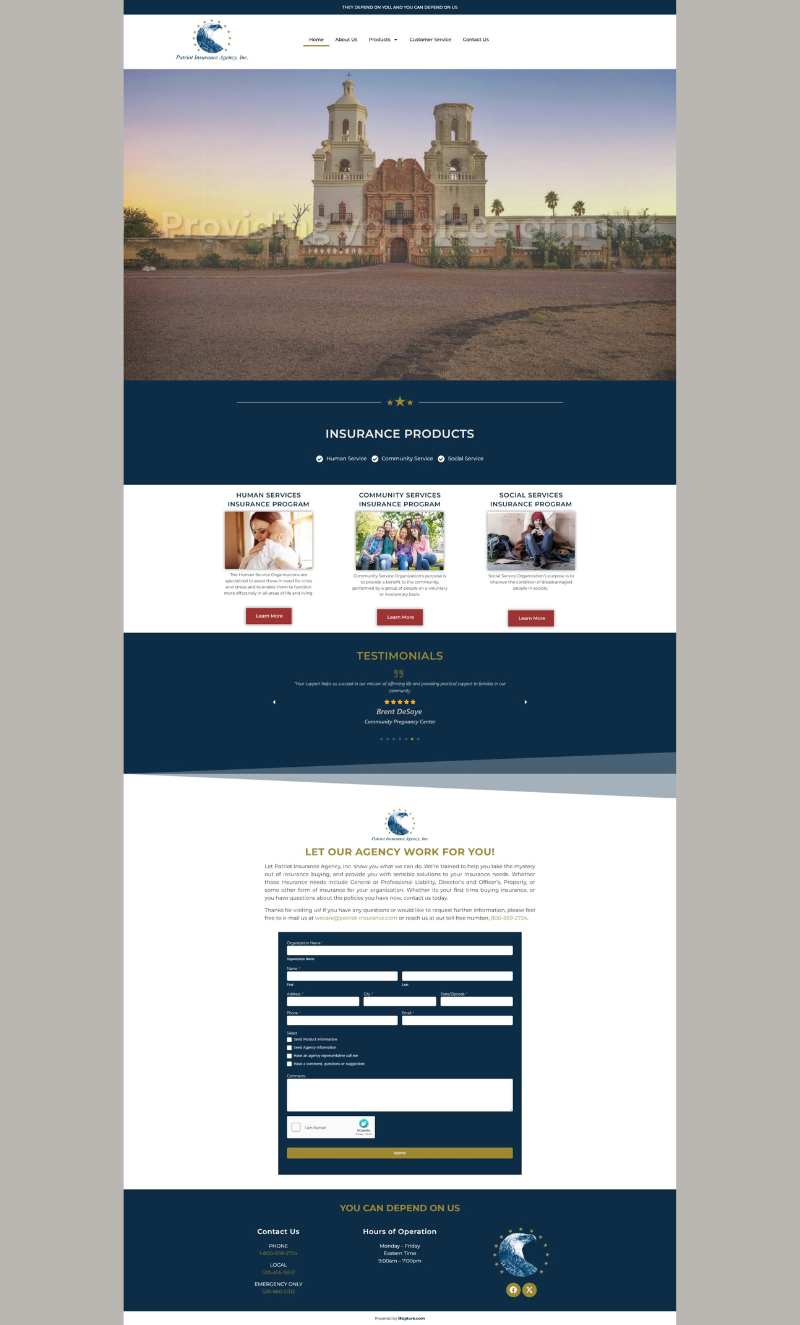 THEY DEPEND ON YOU, AND YOU CAN DEPEND ON US
Patriot Insurance Agency, Inc.
Home
About Us
Products
Customer Service
Contact Us
Providing you piece of mind
INSURANCE PRODUCTS
Human Service
Community Service
Social Service
HUMAN SERVICES
INSURANCE PROGRAM
The Human Service Organizations are
specialized to assist those in need for crisis
and stress and to enable them to function
more effectively in all areas of life and living.
Learn More
COMMUNITY SERVICES
INSURANCE PROGRAM
Community Service Organizations purpose is
to provide a benefit to the community,
performed by a group of people on a voluntary
or involuntary basis.
Learn More
SOCIAL SERVICES
INSURANCE PROGRAM
Social Service Organization's purpose is to
improve the condition of disadvantaged
people in society.
Learn More
TESTIMONIALS
"Your support helps us succeed in our mission of affirming life and providing practical support to families in our
community.
Brent DeSaye
Community Pregnancy Center
Patriot Insurance Agency, Inc.
LET OUR AGENCY WORK FOR YOU!
Let Patriot Insurance Agency, Inc. show you what we can do. We're trained to help you take the mystery
out of insurance buying, and provide you with sensible solutions to your insurance needs. Whether
those insurance needs include General or Professional Liability, Director's and Officer's, Property, or
some other form of insurance for your organization. Whether its your first time buying insurance, or
you have questions about the policies you have now, contact us today.
Thanks for visiting us! If you have any questions or would like to request further information, please feel
free to e-mail us at wecare@patriot-insurance.com or reach us at our toll free number, 800-859-2724.
Organization Name *
Organization Name
Name *
First
Last
Address *
City *
State/Zipcode *
Phone *
Email *
Select
Send Product Information
Send Agency Information
Have an agency representative call me
Have a comment, questions or suggestion
Comments
I am human
hCaptcha
Privacy - Terms
Submit
YOU CAN DEPEND ON US
Contact Us
PHONE
1-800-859-2724
LOCAL
EMERGENCY ONLY
Hours of Operation
Monday – Friday
Eastern Time
9:00am – 7:00pm
Powered by